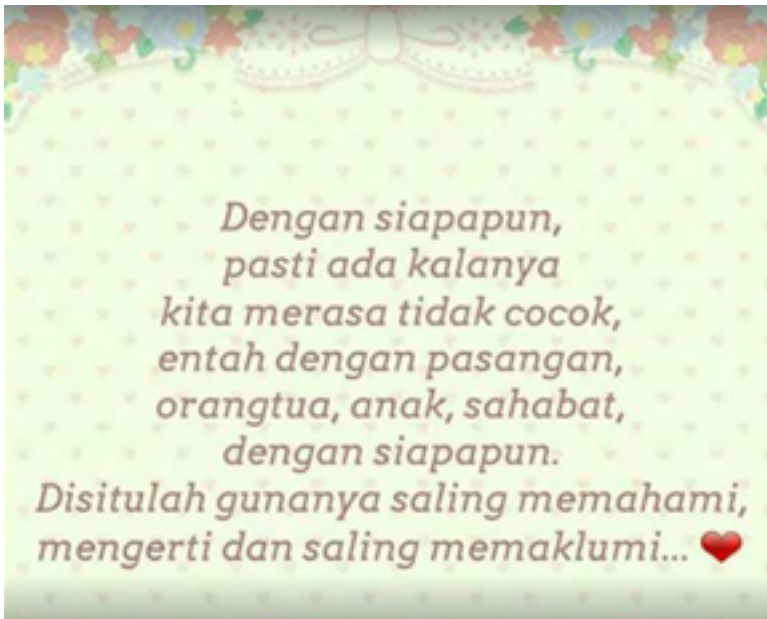 Dengan siapapun,
pasti ada kalanya
kita merasa tidak cocok,
entah dengan pasangan,
orangtua, anak, sahabat,
dengan siapapun.
Disitulah gunanya saling memahami,
mengerti dan saling memaklumi... ❤